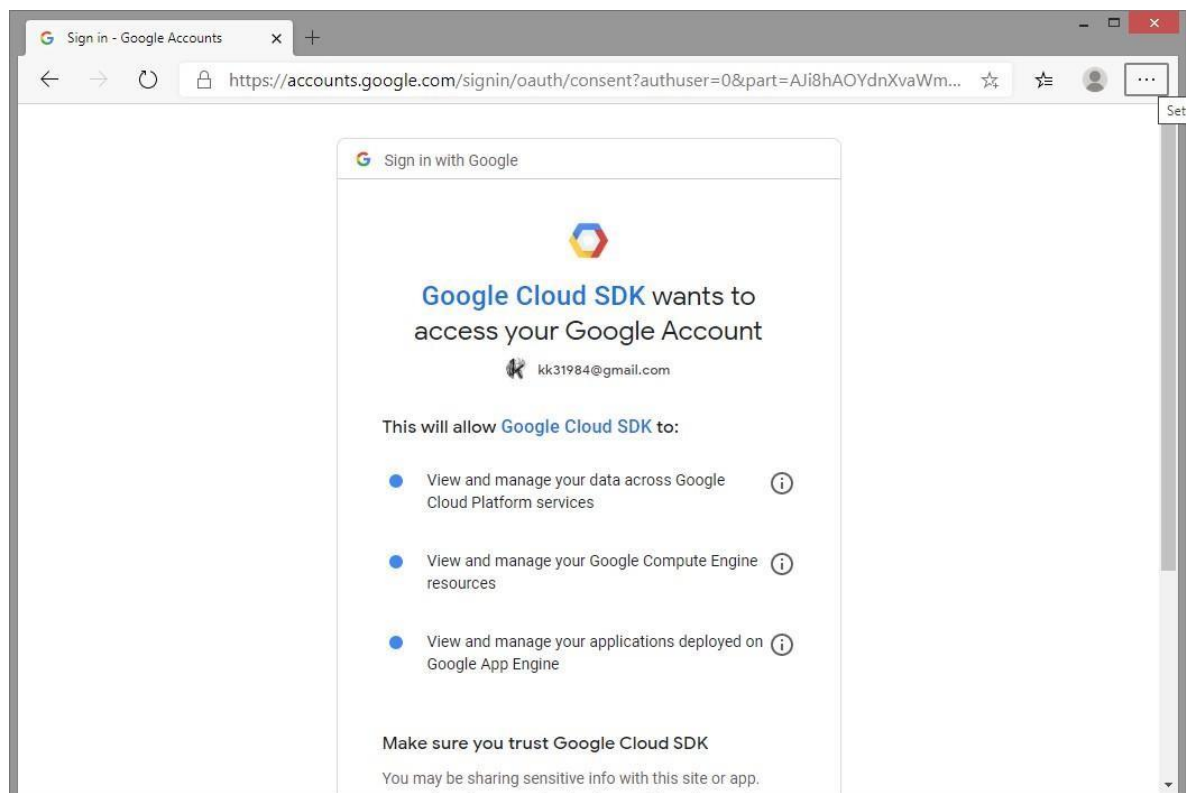 Sign in - Google Accounts
https://accounts.google.com/signin/oauth/consent?authuser=0&part=AJi8hAOYdnXvaWm...
Set
Sign in with Google
Google Cloud SDK wants to
access your Google Account
kk31984@gmail.com
This will allow Google Cloud SDK to:
View and manage your data across Google
Cloud Platform services
View and manage your Google Compute Engine
resources
View and manage your applications deployed on
Google App Engine
Make sure you trust Google Cloud SDK
You may be sharing sensitive info with this site or app.